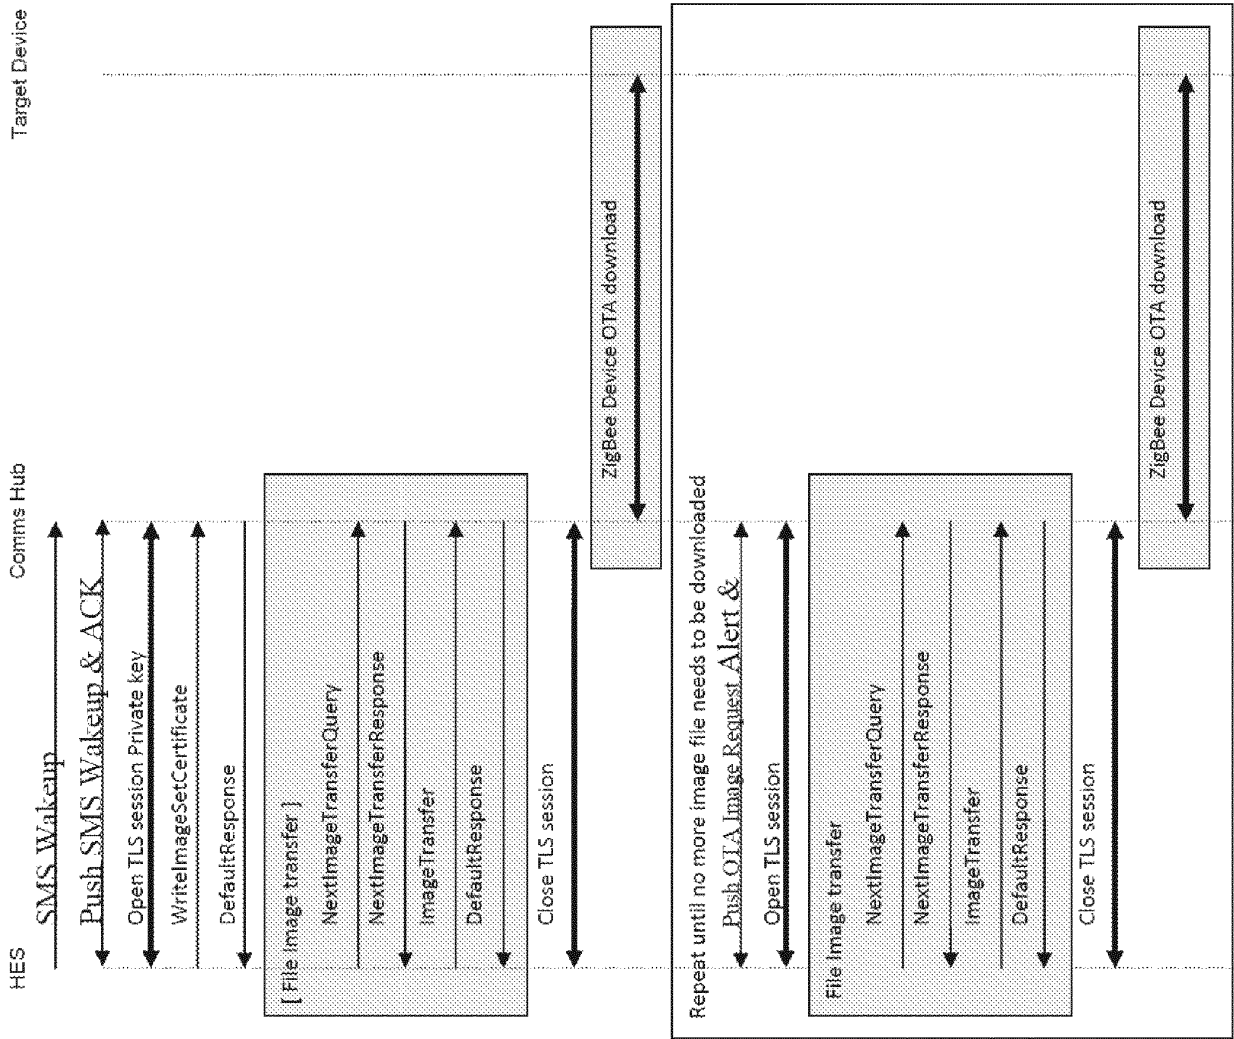 HES
Comms Hub
Target Device
SMS Wakeup
Push SMS Wakeup & ACK
Open TLS session Private key
WriteImageSetCertificate
DefaultResponse
[ File Image transfer ]
NextImageTransferQuery
NextImageTransferResponse
ImageTransfer
DefaultResponse
Close TLS session
ZigBee Device OTA download
Repeat until no more image file needs to be downloaded
Push OTA Image Request Alert &
Open TLS session
File Image transfer
NextImageTransferQuery
NextImageTransferResponse
ImageTransfer
DefaultResponse
Close TLS session
ZigBee Device OTA download